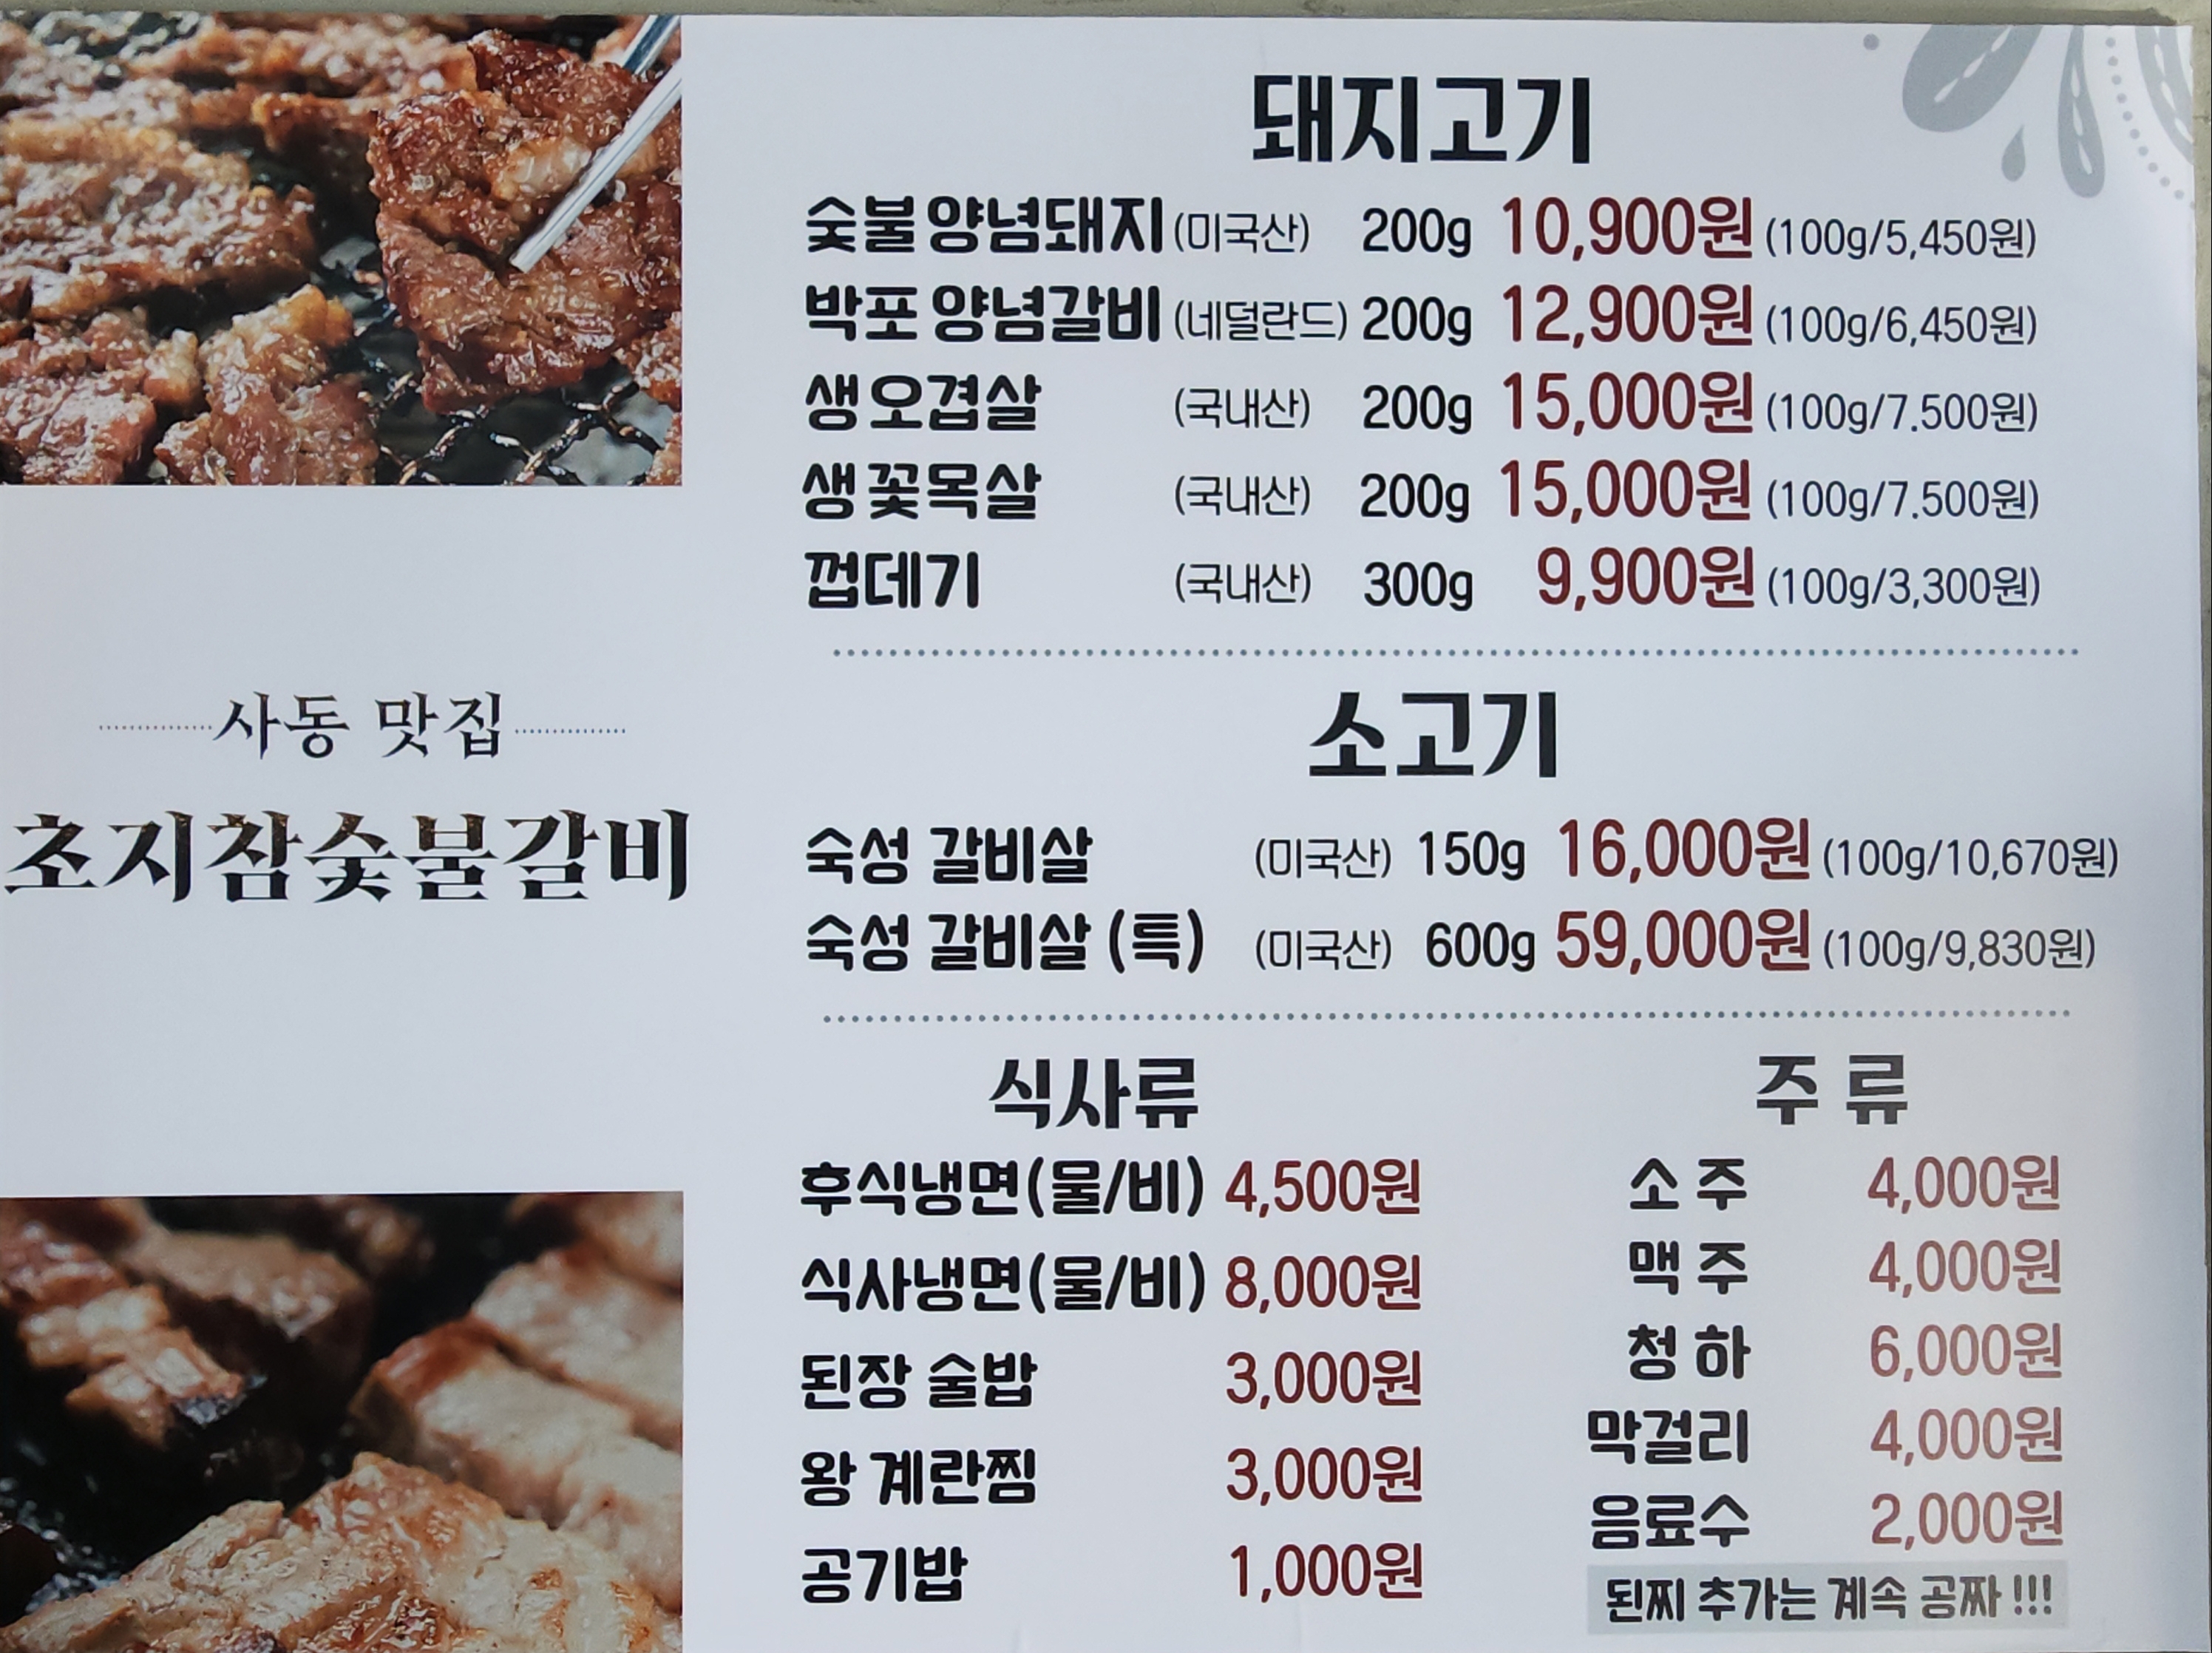 사동 맛집
초지참숯불갈비
돼지고기
숯불 양념돼지 (미국산) 200g 10,900원 (100g/5,450원)
박포 양념갈비 (네덜란드) 200g 12,900원 (100g/6,450원)
생오겹살 (국내산) 200g 15,000원 (100g/7.500원)
생꽃목살 (국내산) 200g 15,000원 (100g/7.500원)
껍데기 (국내산) 300g 9,900원 (100g/3,300원)
소고기
숙성 갈비살 (미국산) 150g 16,000원 (100g/10,670원)
숙성 갈비살 (특) (미국산) 600g 59,000원 (100g/9,830원)
식사류
후식냉면(물/비) 4,500원
식사냉면(물/비) 8,000원
된장 술밥 3,000원
왕 계란찜 3,000원
공기밥 1,000원
주 류
소 주 4,000원
맥 주 4,000원
청 하 6,000원
막걸리 4,000원
음료수 2,000원
된찌 추가는 계속 공짜 !!!